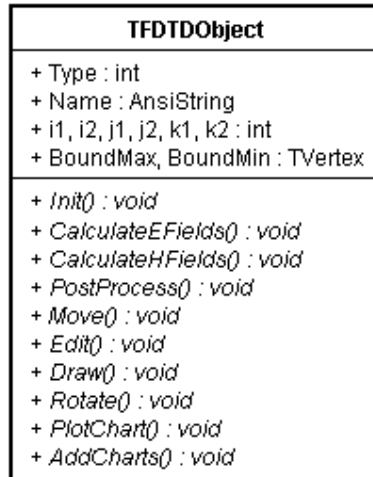 TFDTDObject
+ Type : int
+ Name : AnsiString
+ i1, i2, j1, j2, k1, k2 : int
+ BoundMax, BoundMin : TVertex
+ Init() : void
+ CalculateEFields() : void
+ CalculateHFields() : void
+ PostProcess() : void
+ Move() : void
+ Edit() : void
+ Draw() : void
+ Rotate() : void
+ PlotChart() : void
+ AddCharts() : void